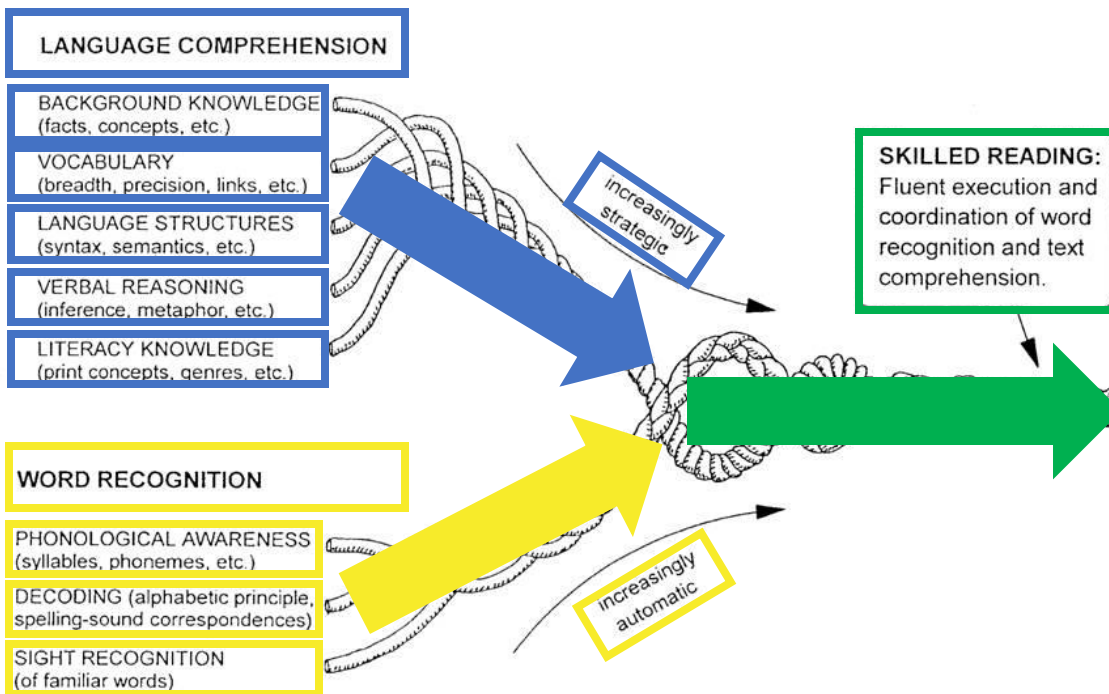 LANGUAGE COMPREHENSION
BACKGROUND KNOWLEDGE
(facts, concepts, etc.)
VOCABULARY
(breadth, precision, links, etc.)
LANGUAGE STRUCTURES
(syntax, semantics, etc.)
VERBAL REASONING
(inference, metaphor, etc.)
LITERACY KNOWLEDGE
(print concepts, genres, etc.)
increasingly
strategic
SKILLED READING:
Fluent execution and
coordination of word
recognition and text
comprehension.
WORD RECOGNITION
PHONOLOGICAL AWARENESS
(syllables, phonemes, etc.)
DECODING (alphabetic principle,
spelling-sound correspondences)
SIGHT RECOGNITION
(of familiar words)
increasingly
automatic